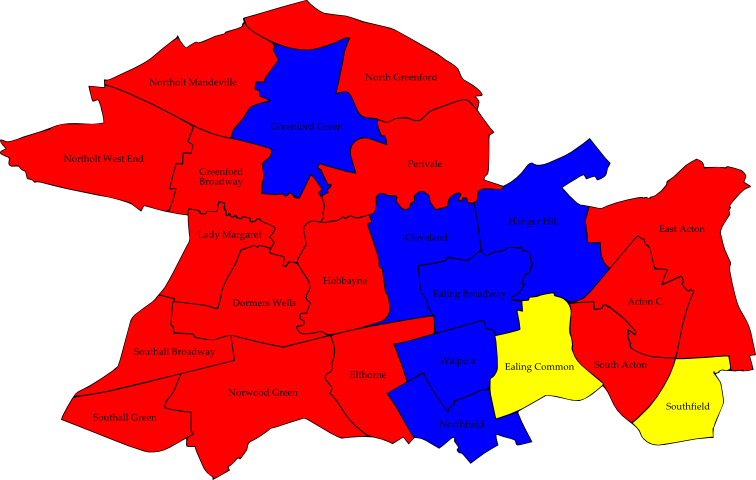 North Greenford
Northolt Mandeville
Greenford Green
Northolt West End
Perivale
Greenford
Broadway
Hanger Hill
East Acton
Lady Margaret
Cleveland
Hobbayne
Ealing Broadway
Dormers Wells
Acton C.
Southall Broadway
Walpole
South Acton
Ealing Common
Elthorne
Norwood Green
Southfield
Southall Green
Northfield